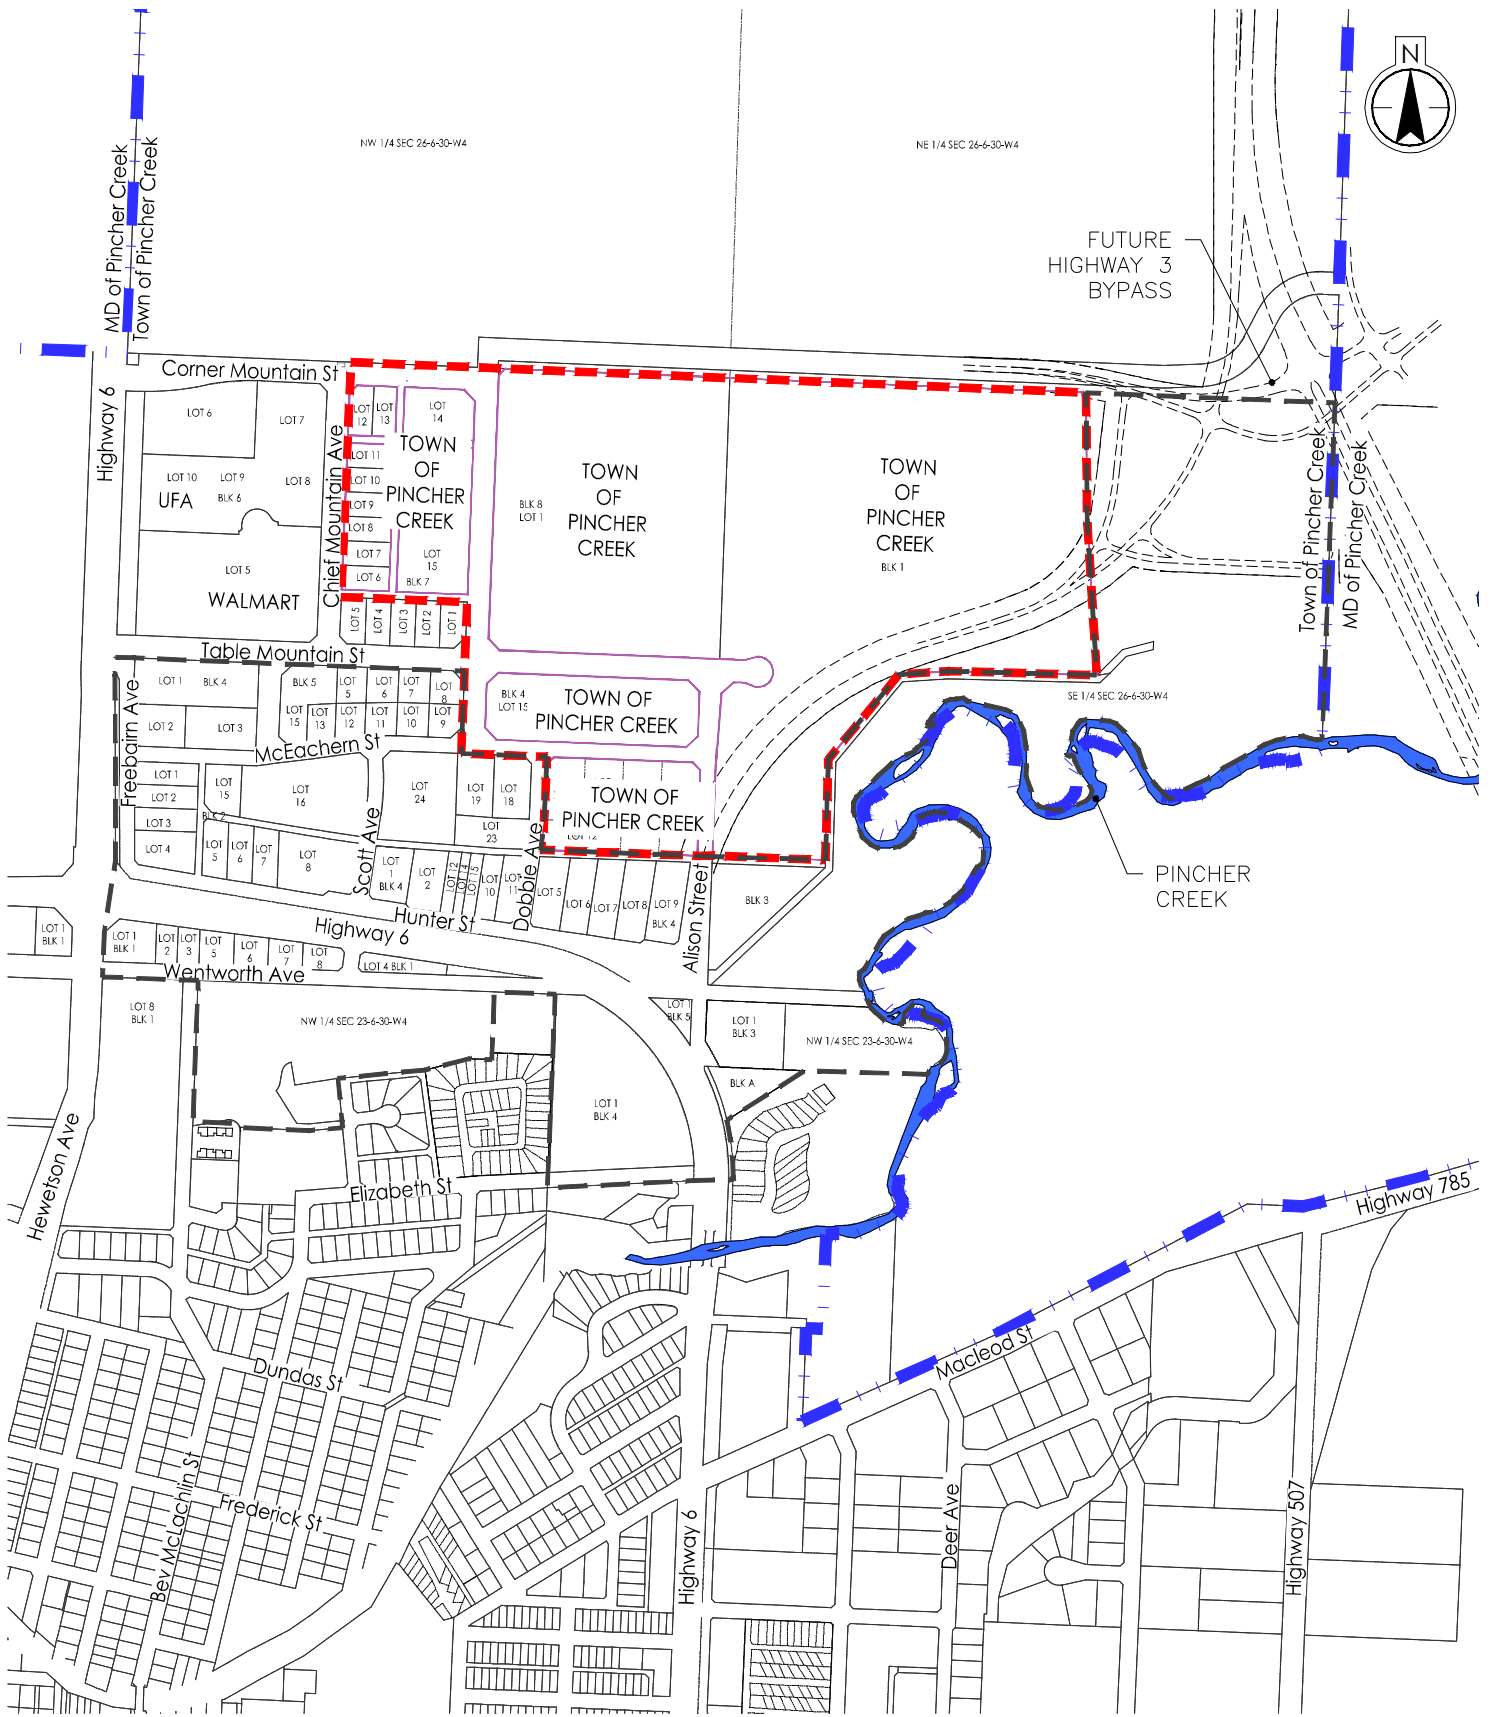 N
MD of Pincher Creek
Town of Pincher Creek
NW 1/4 SEC 26-6-30-W4
NE 1/4 SEC 26-6-30-W4
FUTURE
HIGHWAY 3
BYPASS
Corner Mountain St
Highway 6
LOT 6
LOT 7
LOT 10
LOT 9
LOT 8
BLK 6
UFA
LOT 5
WALMART
Chief Mountain Ave
LOT
12
LOT
13
LOT
14
LOT 11
LOT 10
LOT 9
LOT 8
LOT 7
LOT 6
LOT
15
BLK 7
TOWN
OF
PINCHER
CREEK
BLK 8
LOT 1
TOWN
OF
PINCHER
CREEK
TOWN
OF
PINCHER
CREEK
BLK 1
Town of Pincher Creek
MD of Pincher Creek
LOT 5
LOT 4
LOT 3
LOT 2
LOT 1
Table Mountain St
Freebairn Ave
LOT 1
BLK 4
LOT 2
LOT 3
BLK 5
LOT
5
LOT
6
LOT
7
LOT
8
LOT
15
LOT
13
LOT
12
LOT
11
LOT
10
LOT
9
McEachern St
BLK 4
LOT 15
TOWN OF
PINCHER CREEK
SE 1/4 SEC 26-6-30-W4
LOT 1
LOT 2
LOT 3
LOT 4
LOT
15
BLK 2
LOT
16
LOT
5
LOT
6
LOT
7
LOT
8
Scott Ave
LOT
24
LOT
19
LOT
18
LOT
23
TOWN OF
PINCHER CREEK
Dobbie Ave
LOT
1
BLK 4
LOT
2
LOT 12
LOT 14
LOT 15
LOT
10
LOT
11
LOT 5
LOT 6
LOT 7
LOT 8
LOT 9
BLK 4
Alison Street
BLK 3
PINCHER
CREEK
Hunter St
Highway 6
LOT 1
BLK 1
LOT 1
BLK 1
LOT
2
LOT
3
LOT
5
LOT
6
LOT
7
LOT
8
LOT 4 BLK 1
Wentworth Ave
LOT 8
BLK 1
NW 1/4 SEC 23-6-30-W4
LOT 1
BLK 5
LOT 1
BLK 3
NW 1/4 SEC 23-6-30-W4
BLK A
LOT 1
BLK 4
Hewetson Ave
Elizabeth St
Highway 785
Macleod St
Dundas St
Bev McLachlin St
Frederick St
Highway 6
Deer Ave
Highway 507